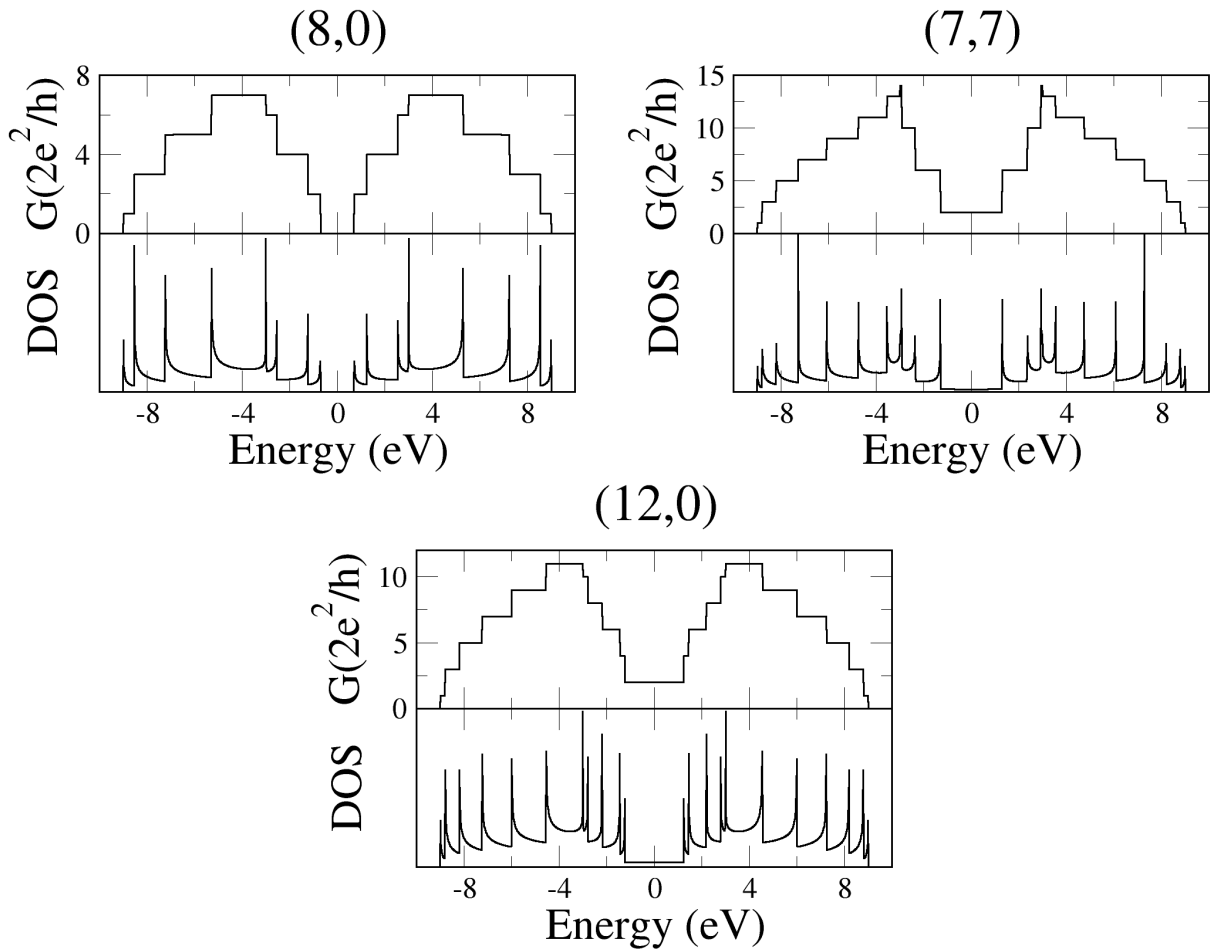 (8,0)
8
4
0
G(2e²/h)
DOS
-8 -4 0 4 8
Energy (eV)
(7,7)
15
10
5
0
G(2e²/h)
DOS
-8 -4 0 4 8
Energy (eV)
(12,0)
10
5
0
G(2e²/h)
DOS
-8 -4 0 4 8
Energy (eV)